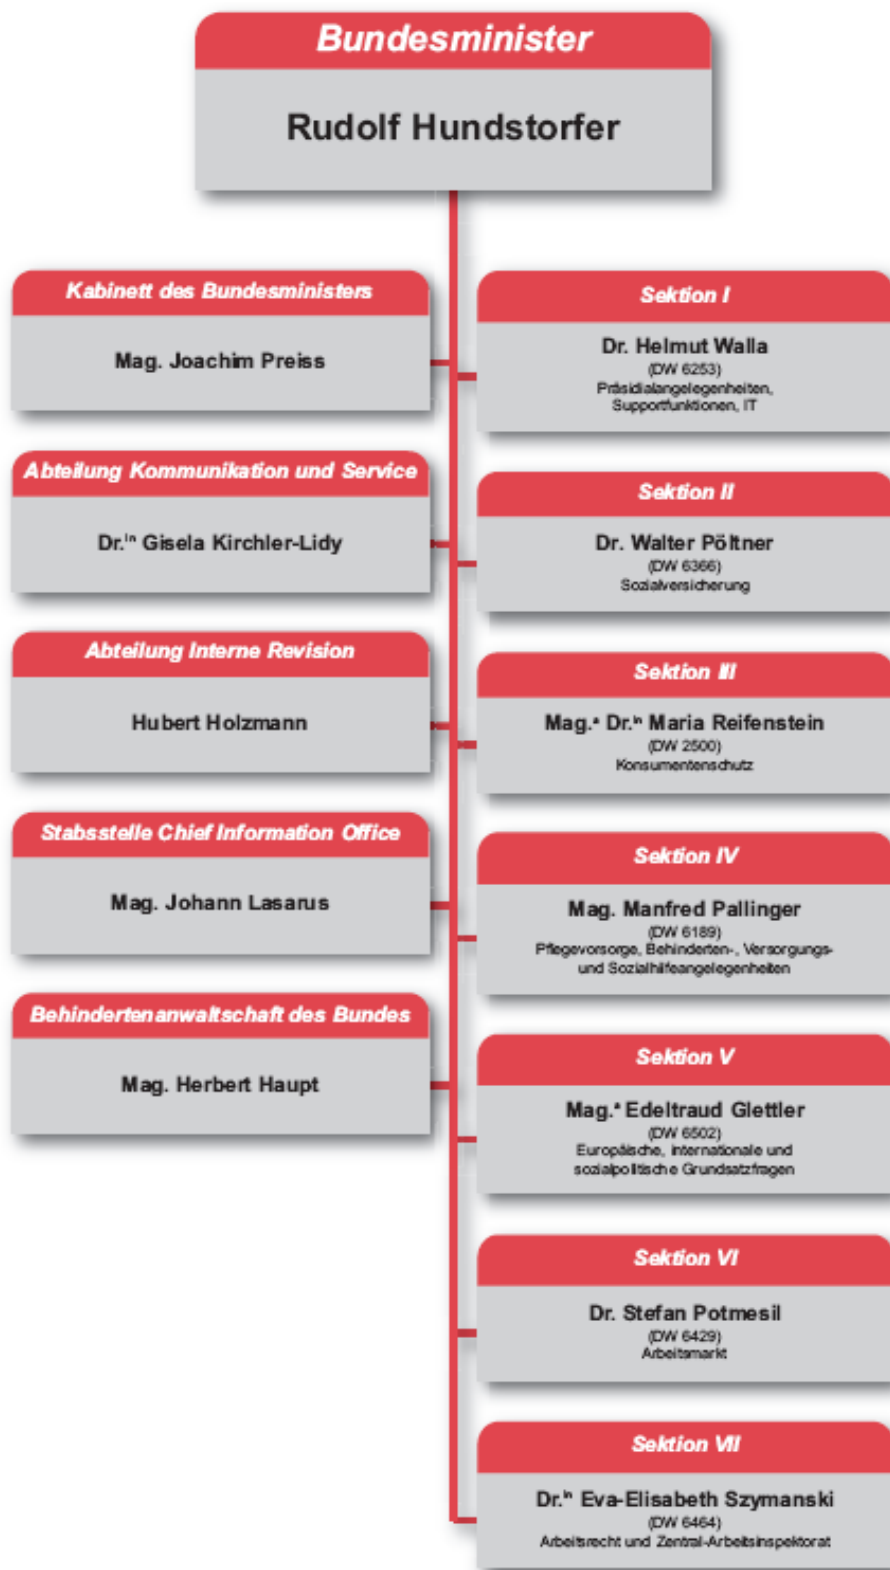 Bundesminister
Rudolf Hundstorfer
Kabinett des Bundesministers
Mag. Joachim Preiss
Abteilung Kommunikation und Service
Dr.in Gisela Kirchler-Lidy
Abteilung Interne Revision
Hubert Holzmann
Stabsstelle Chief Information Office
Mag. Johann Lasarus
Behindertenanwaltschaft des Bundes
Mag. Herbert Haupt
Sektion I
Dr. Helmut Walla
(DW 6253)
Präsidialangelegenheiten,
Supportfunktionen, IT
Sektion II
Dr. Walter Pöltner
(DW 6366)
Sozialversicherung
Sektion III
Mag.a Dr.in Maria Reifenstein
(DW 2500)
Konsumentenschutz
Sektion IV
Mag. Manfred Pallinger
(DW 6189)
Pflegevorsorge, Behinderten-, Versorgungs-
und Sozialhilfeangelegenheiten
Sektion V
Mag.a Edeltraud Glettler
(DW 6502)
Europäische, internationale und
sozialpolitische Grundsatzfragen
Sektion VI
Dr. Stefan Potmesil
(DW 6429)
Arbeitsmarkt
Sektion VII
Dr.in Eva-Elisabeth Szymanski
(DW 6464)
Arbeitsrecht und Zentral-Arbeitsinspektorat